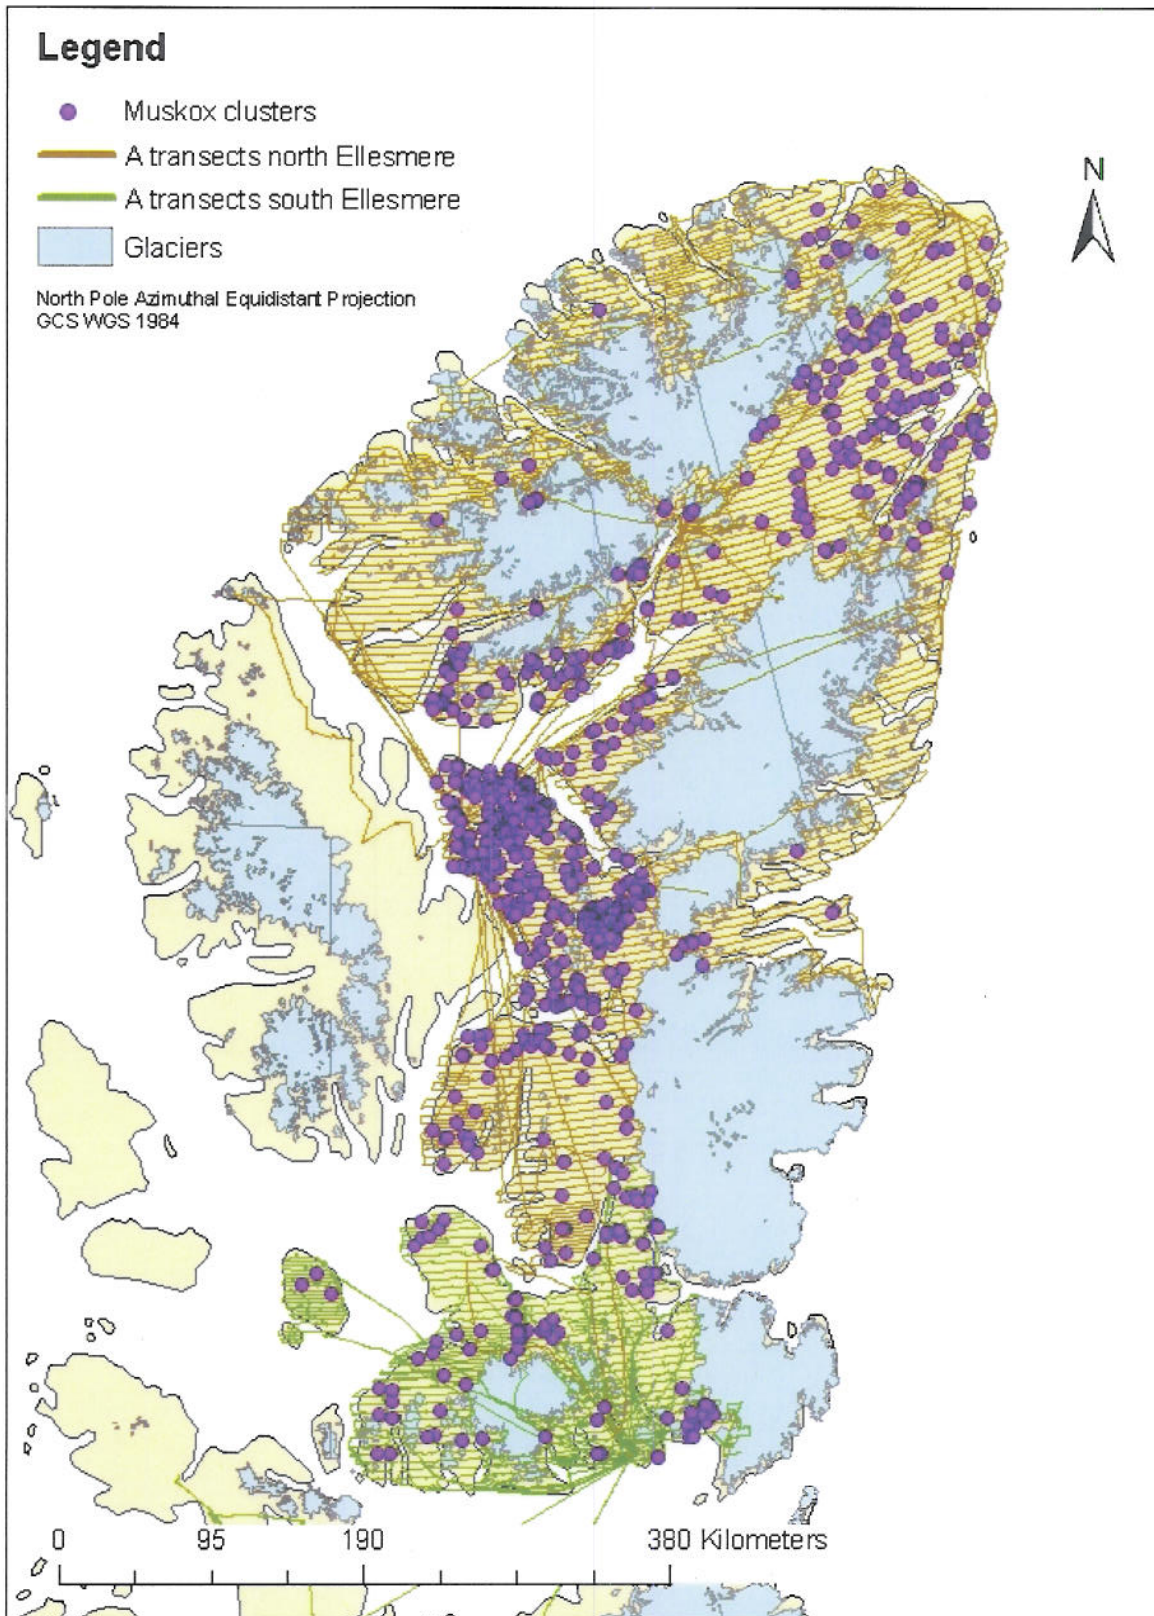 Legend
Muskox clusters
A transects north Ellesmere
A transects south Ellesmere
Glaciers
North Pole Azimuthal Equidistant Projection
GCS WGS 1984
N
0 95 190 380 Kilometers